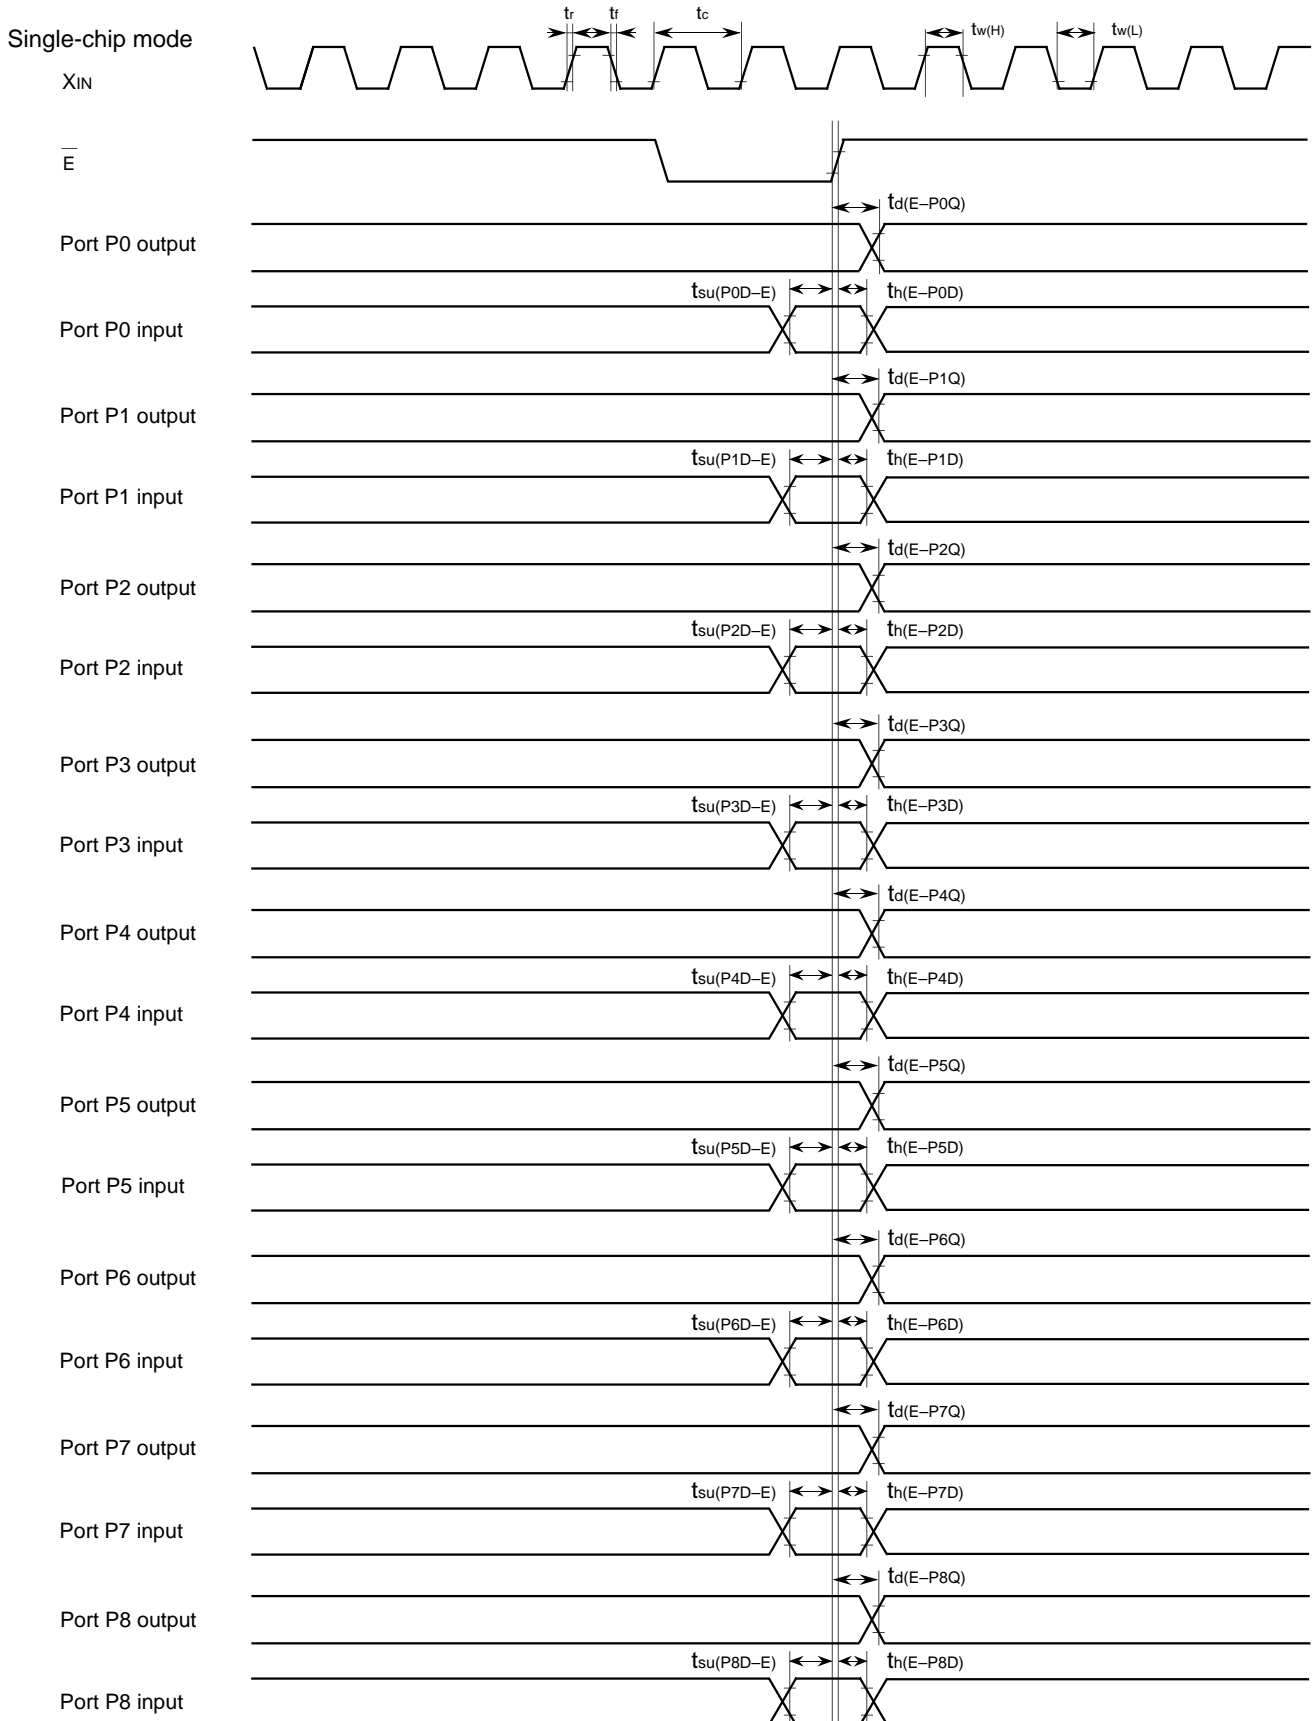 tr tf tc tw(H) tw(L)
Single-chip mode
XIN
E
td(E–P0Q)
Port P0 output
tsu(P0D–E) th(E–P0D)
Port P0 input
td(E–P1Q)
Port P1 output
tsu(P1D–E) th(E–P1D)
Port P1 input
td(E–P2Q)
Port P2 output
tsu(P2D–E) th(E–P2D)
Port P2 input
td(E–P3Q)
Port P3 output
tsu(P3D–E) th(E–P3D)
Port P3 input
td(E–P4Q)
Port P4 output
tsu(P4D–E) th(E–P4D)
Port P4 input
td(E–P5Q)
Port P5 output
tsu(P5D–E) th(E–P5D)
Port P5 input
td(E–P6Q)
Port P6 output
tsu(P6D–E) th(E–P6D)
Port P6 input
td(E–P7Q)
Port P7 output
tsu(P7D–E) th(E–P7D)
Port P7 input
td(E–P8Q)
Port P8 output
tsu(P8D–E) th(E–P8D)
Port P8 input